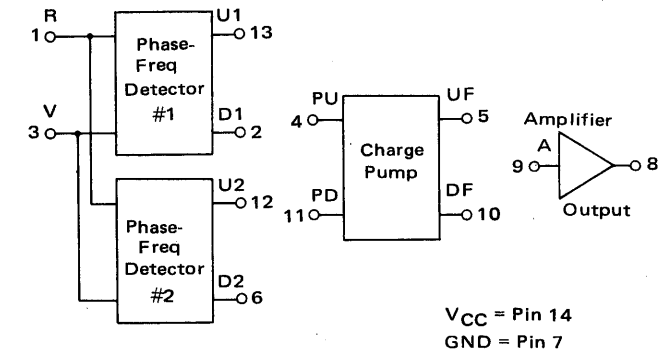 R
1
Phase-
Freq
Detector
#1
U1
13
V
3
D1
2
Phase-
Freq
Detector
#2
U2
12
D2
6
PU
4
PD
11
Charge
Pump
UF
5
DF
10
Amplifier
A
9
8
Output
VCC = Pin 14
GND = Pin 7